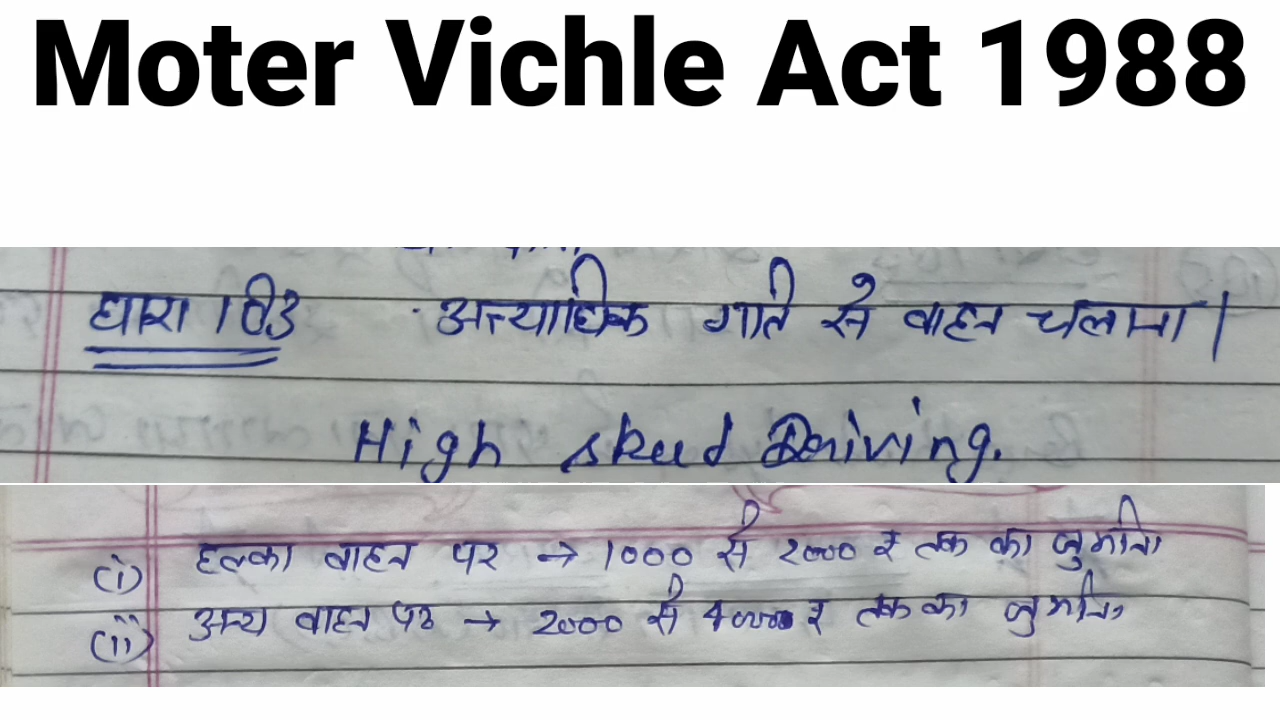 Moter Vichle Act 1988
धारा 183 अत्याधिक गति से वाहन चलाना।
High speed Driving.
(i) हल्का वाहन पर → 1000 से 2000 ₹ तक का जुर्माना
(ii) अन्य वाहन पर → 2000 से 4000 ₹ तक का जुर्माना